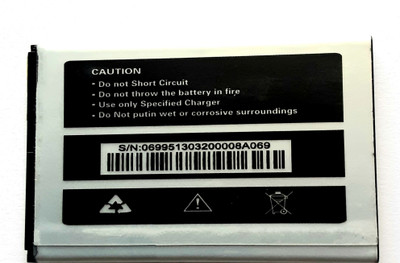 CAUTION
• Do not Short Circuit
• Do not throw the battery in fire
• Use only Specified Charger
• Do Not putin wet or corrosive surroundings
S/N:069951303200008A069